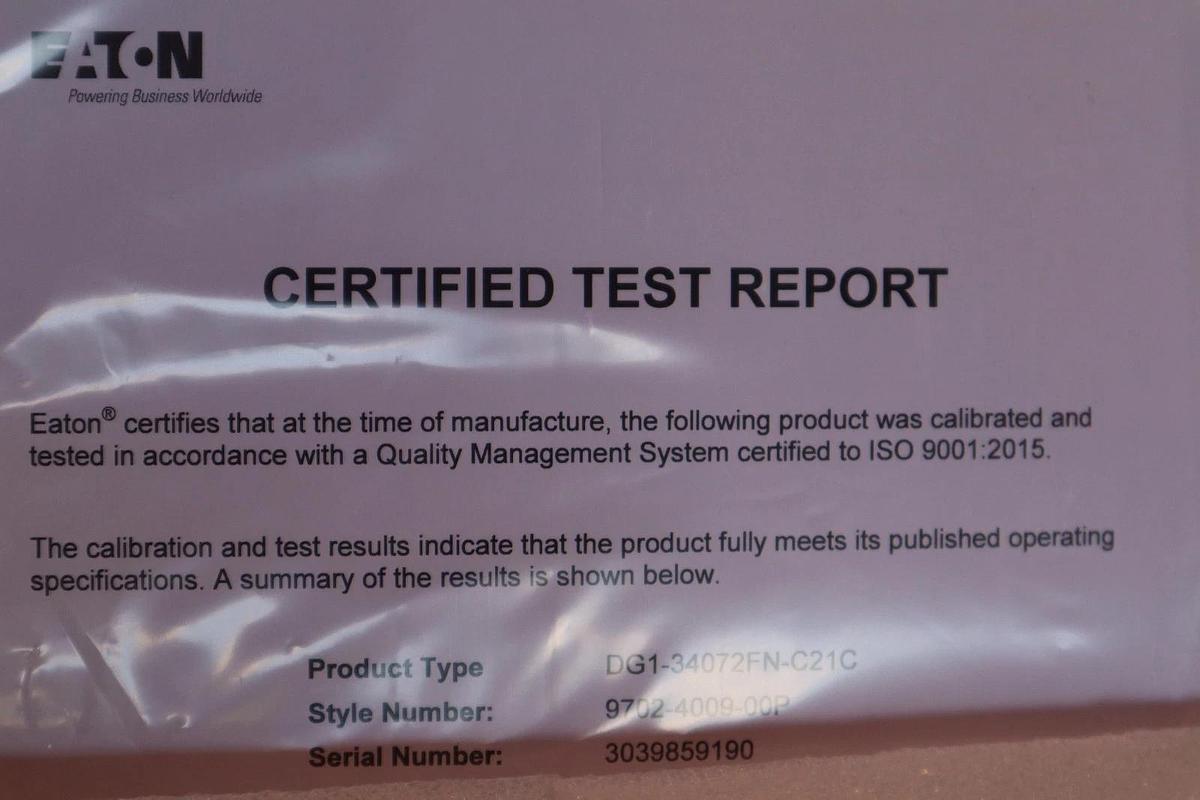 EATON
Powering Business Worldwide
CERTIFIED TEST REPORT
Eaton® certifies that at the time of manufacture, the following product was calibrated and
tested in accordance with a Quality Management System certified to ISO 9001:2015.
The calibration and test results indicate that the product fully meets its published operating
specifications. A summary of the results is shown below.
Product Type DG1-34072FN-C21C
Style Number: 9702-4009-00P
Serial Number: 3039859190